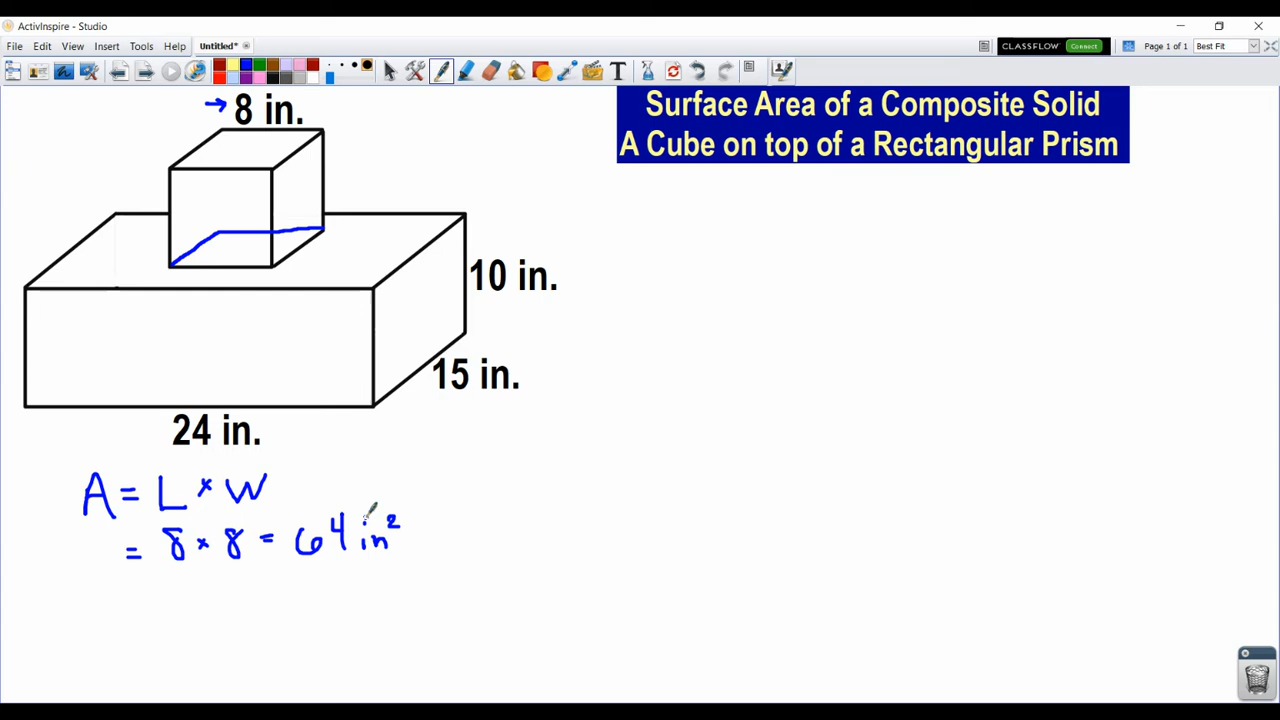 ActivInspire - Studio
File Edit View Insert Tools Help Untitled* CLASSFLOW Connect Page 1 of 1 Best Fit
8 in.
Surface Area of a Composite Solid
A Cube on top of a Rectangular Prism
10 in.
15 in.
24 in.
A = L × W
= 8 × 8 = 64 in²